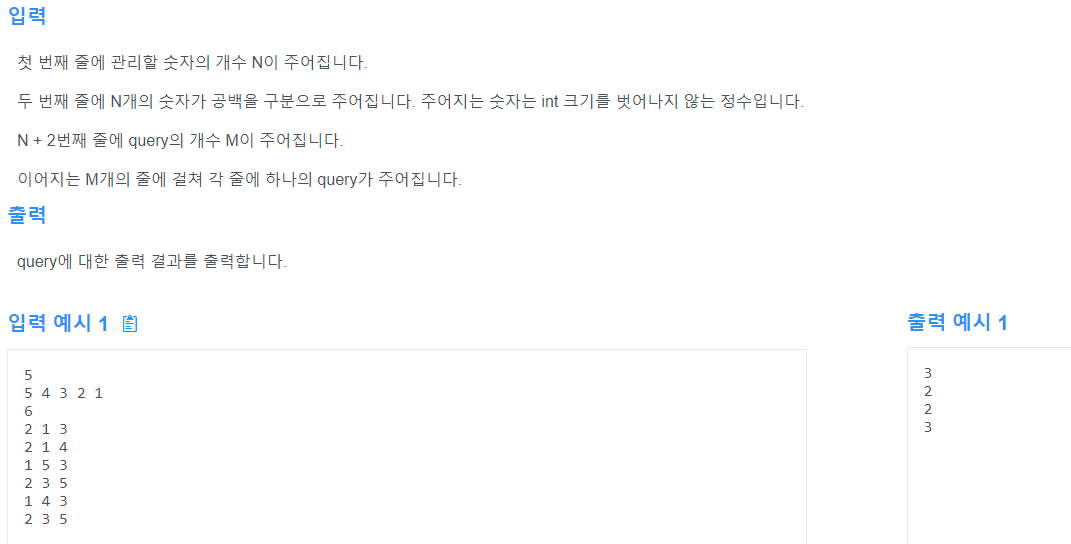 입력
첫 번째 줄에 관리할 숫자의 개수 N이 주어집니다.
두 번째 줄에 N개의 숫자가 공백을 구분으로 주어집니다. 주어지는 숫자는 int 크기를 벗어나지 않는 정수입니다.
N + 2번째 줄에 query의 개수 M이 주어집니다.
이어지는 M개의 줄에 걸쳐 각 줄에 하나의 query가 주어집니다.
출력
query에 대한 출력 결과를 출력합니다.
입력 예시 1
5
5 4 3 2 1
6
2 1 3
2 1 4
1 5 3
2 3 5
1 4 3
2 3 5
출력 예시 1
3
2
2
3